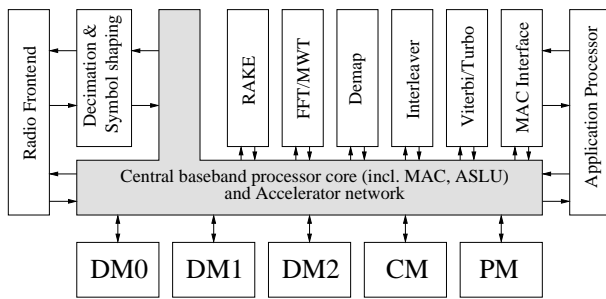 Radio Frontend
Decimation &
Symbol shaping
RAKE
FFT/MWT
Demap
Interleaver
Viterbi/Turbo
MAC Interface
Application Processor
Central baseband processor core (incl. MAC, ASLU)
and Accelerator network
DM0
DM1
DM2
CM
PM